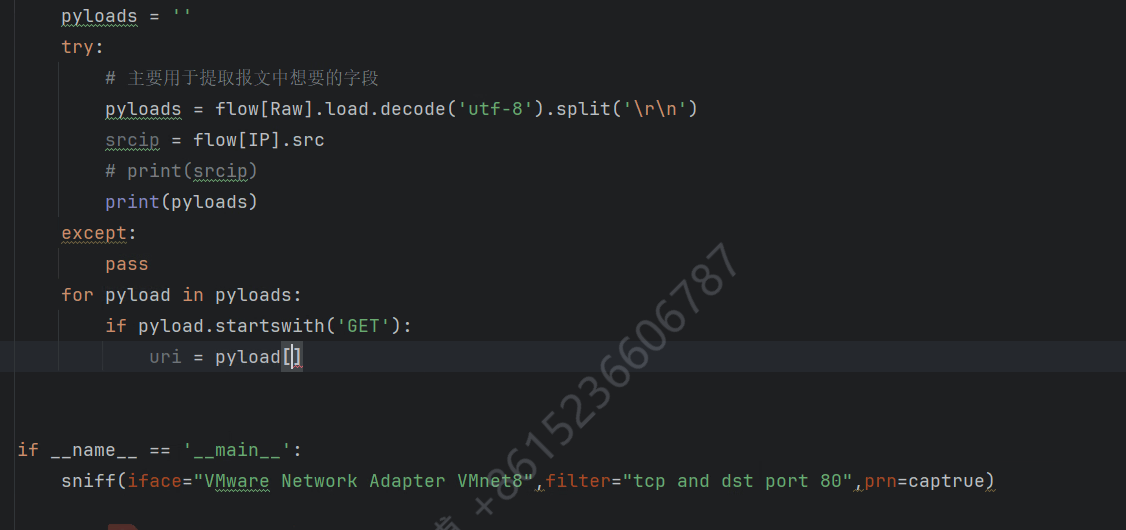 pyloads = ''
try:
# 主要用于提取报文中想要的字段
pyloads = flow[Raw].load.decode('utf-8').split('\r\n')
srcip = flow[IP].src
# print(srcip)
print(pyloads)
except:
pass
for pyload in pyloads:
if pyload.startswith('GET'):
uri = pyload[]
if __name__ == '__main__':
sniff(iface="VMware Network Adapter VMnet8",filter="tcp and dst port 80",prn=captrue)
+8615236606787